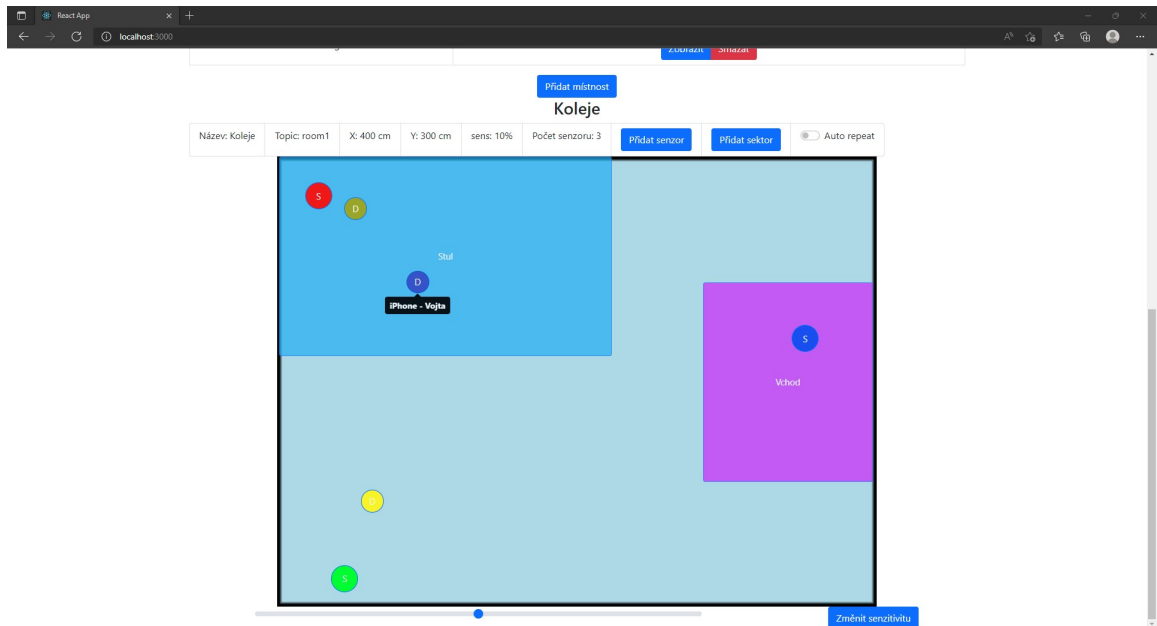 React App
localhost:3000
Zobrazit Smazat
Přidat místnost
Koleje
Název: Koleje Topic: room1 X: 400 cm Y: 300 cm sens: 10% Počet senzoru: 3 Přidat senzor Přidat sektor Auto repeat
S
D
Stul
D
iPhone - Vojta
S
Vchod
D
S
Změnit senzitivitu